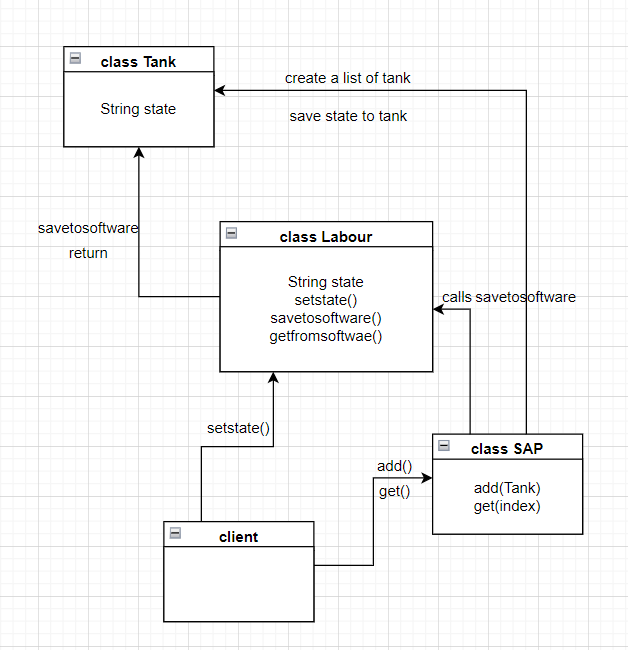 class Tank
String state
create a list of tank
save state to tank
savetosoftware
return
class Labour
String state
setstate()
savetosoftware()
getfromsoftwae()
calls savetosoftware
setstate()
add()
get()
class SAP
add(Tank)
get(index)
client